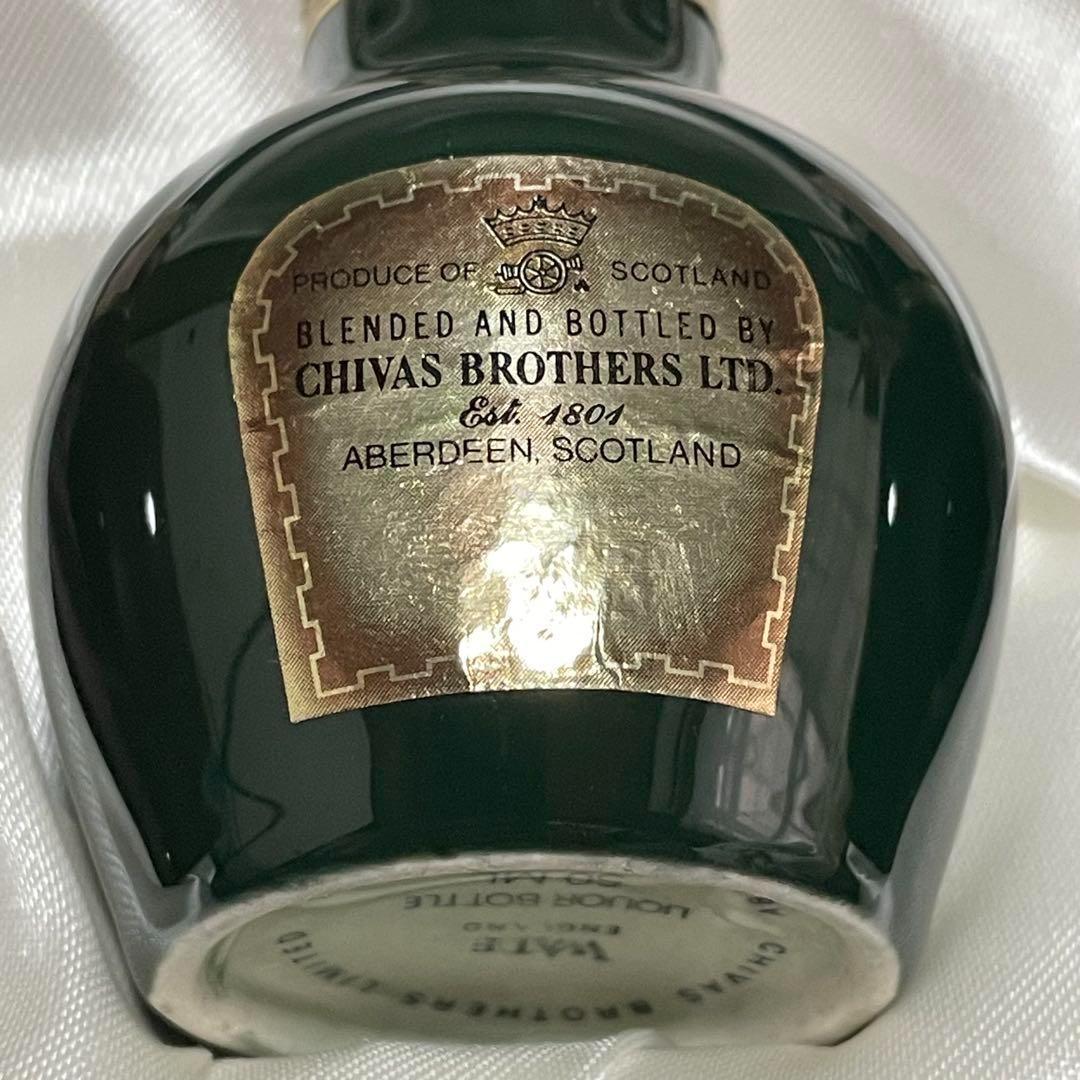 PRODUCE OF SCOTLAND
BLENDED AND BOTTLED BY
CHIVAS BROTHERS LTD.
Est. 1801
ABERDEEN, SCOTLAND
WADE
ENGLAND
LIQUOR BOTTLE
CHIVAS BROTHERS LIMITED